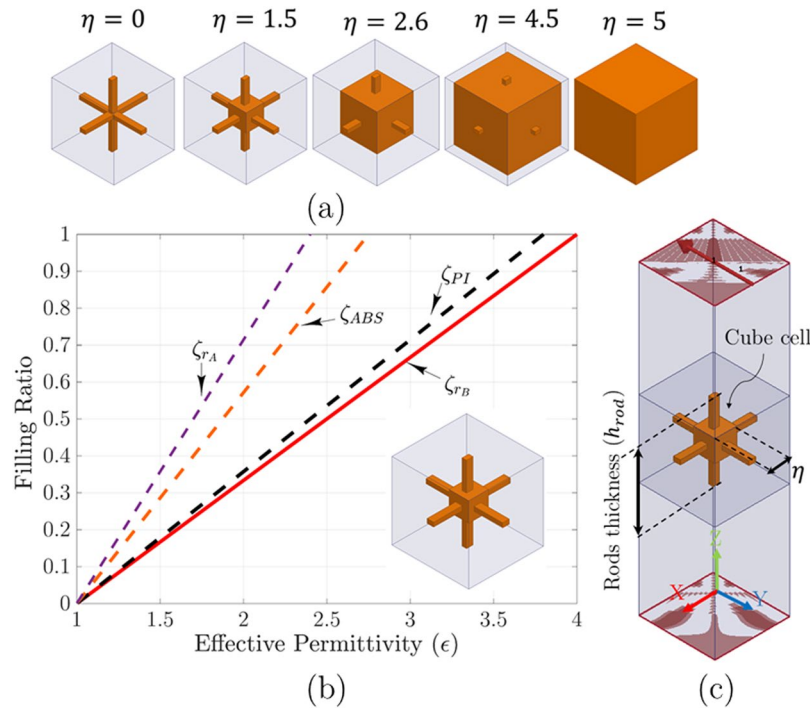 η = 0 η = 1.5 η = 2.6 η = 4.5 η = 5
(a)
1
0.9
0.8
0.7
0.6
0.5
0.4
0.3
0.2
0.1
0
Filling Ratio
ζ_{r_A}
ζ_{ABS}
ζ_{PI}
ζ_{r_B}
1 1.5 2 2.5 3 3.5 4
Effective Permittivity (ϵ)
(b)
1
1
Cube cell
Rods thickness (h_{rod})
η
Z
X
Y
(c)